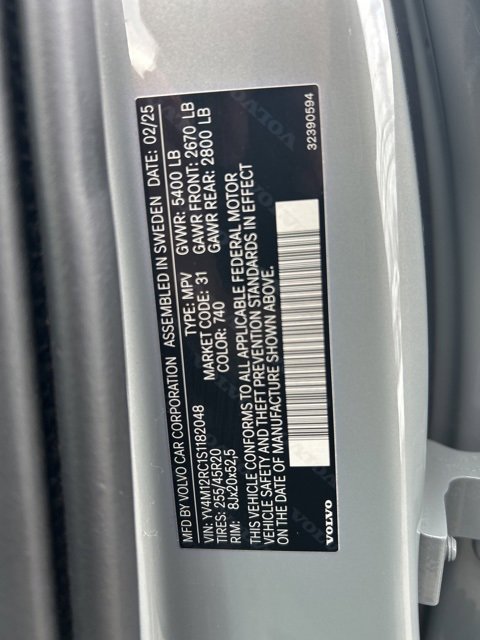 MFD BY VOLVO CAR CORPORATION ASSEMBLED IN SWEDEN DATE: 02/25
VIN: YV4M12RC1S1182048 TYPE: MPV GVWR: 5400 LB
TIRES: 255/45R20 MARKET CODE: 31 GAWR FRONT: 2670 LB
RIM: 8Jx20x52,5 COLOR: 740 GAWR REAR: 2800 LB
THIS VEHICLE CONFORMS TO ALL APPLICABLE FEDERAL MOTOR
VEHICLE SAFETY AND THEFT PREVENTION STANDARDS IN EFFECT
ON THE DATE OF MANUFACTURE SHOWN ABOVE.
VOLVO 32390594